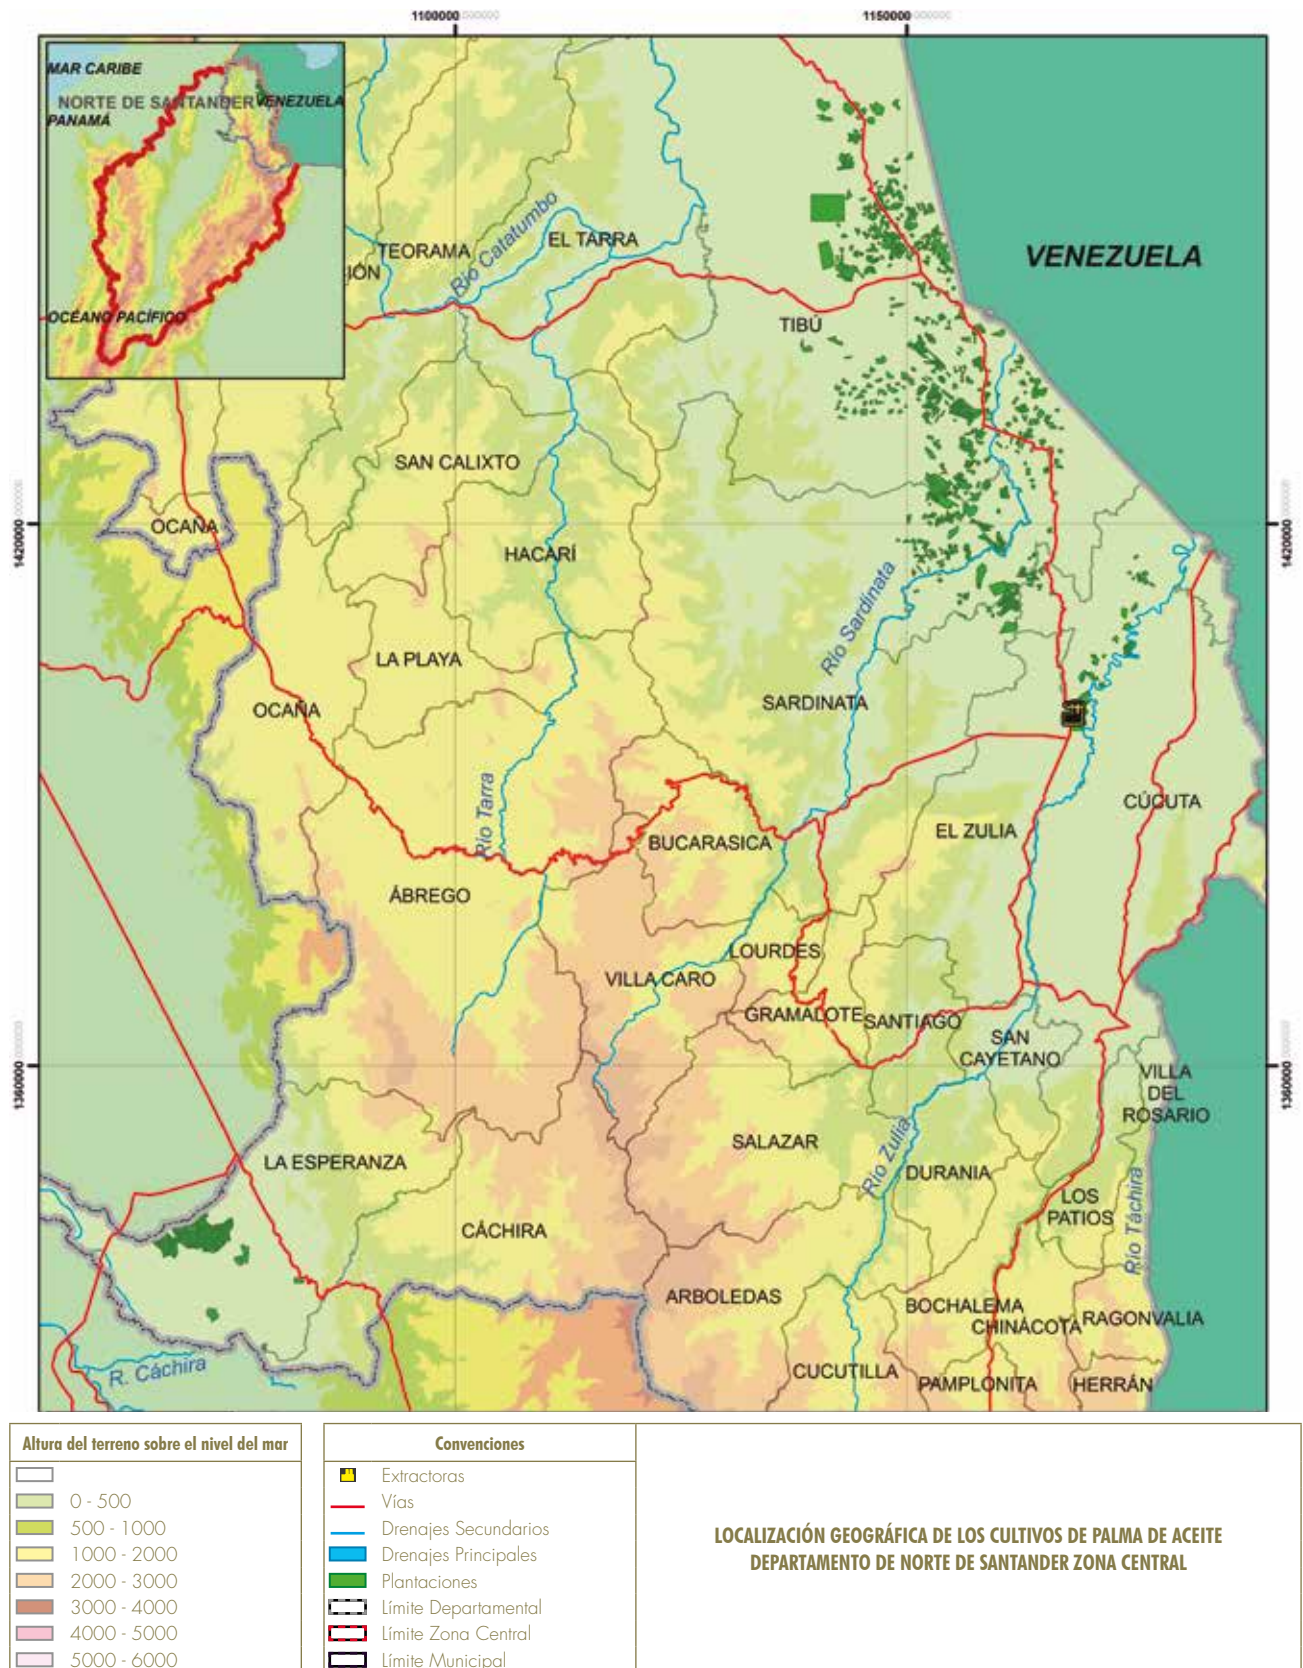 1100000
1150000
MAR CARIBE
NORTE DE SANTANDER
VENEZUELA
PANAMÁ
OCÉANO PACÍFICO
VENEZUELA
TEORAMA
Río Catatumbo
EL TARRA
IÓN
TIBÚ
SAN CALIXTO
1420000
1420000
OCAÑA
HACARÍ
Río Sardinata
LA PLAYA
OCAÑA
SARDINATA
Río Tarra
CÚCUTA
EL ZULIA
BUCARASICA
ÁBREGO
LOURDES
VILLA CARO
GRAMALOTE
SANTIAGO
SAN
CAYETANO
1360000
1360000
VILLA
DEL
ROSARIO
SALAZAR
Río Zulia
LA ESPERANZA
DURANIA
LOS
PATIOS
CÁCHIRA
Río Táchira
ARBOLEDAS
BOCHALEMA
CHINÁCOTA
RAGONVALIA
R. Cáchira
CUCUTILLA
PAMPLONITA
HERRÁN
Altura del terreno sobre el nivel del mar
0 - 500
500 - 1000
1000 - 2000
2000 - 3000
3000 - 4000
4000 - 5000
5000 - 6000
Convenciones
Extractoras
Vías
Drenajes Secundarios
Drenajes Principales
Plantaciones
Límite Departamental
Límite Zona Central
Límite Municipal
LOCALIZACIÓN GEOGRÁFICA DE LOS CULTIVOS DE PALMA DE ACEITE
DEPARTAMENTO DE NORTE DE SANTANDER ZONA CENTRAL